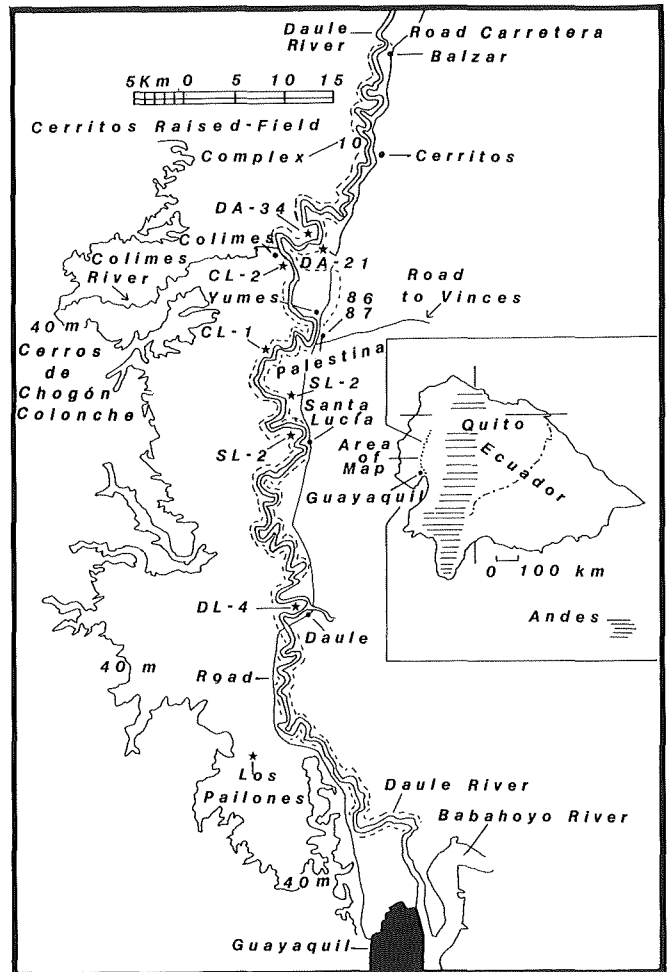 Daule
River
Road Carretera
Balzar
5Km 0 5 10 15
Cerritos Raised-Field
Complex
10
Cerritos
DA-34
Colimes
DA-21
Colimes
River
CL-2
Yumes
86
87
Road
to Vinces
40 m
CL-1
Cerros
de
Chogón
Colonche
Palestina
SL-2
Santa
Lucía
SL-2
Quito
Ecuador
Area
of
Map
Guayaquil
0 100 km
Andes
DL-4
Daule
40 m
Road
Los
Pailones
Daule River
Babahoyo River
40 m
Guayaquil